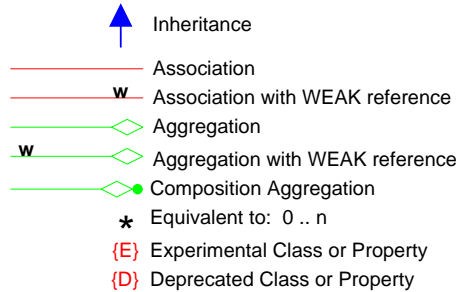 Inheritance
Association
w Association with WEAK reference
Aggregation
w Aggregation with WEAK reference
Composition Aggregation
* Equivalent to: 0 .. n
{E} Experimental Class or Property
{D} Deprecated Class or Property